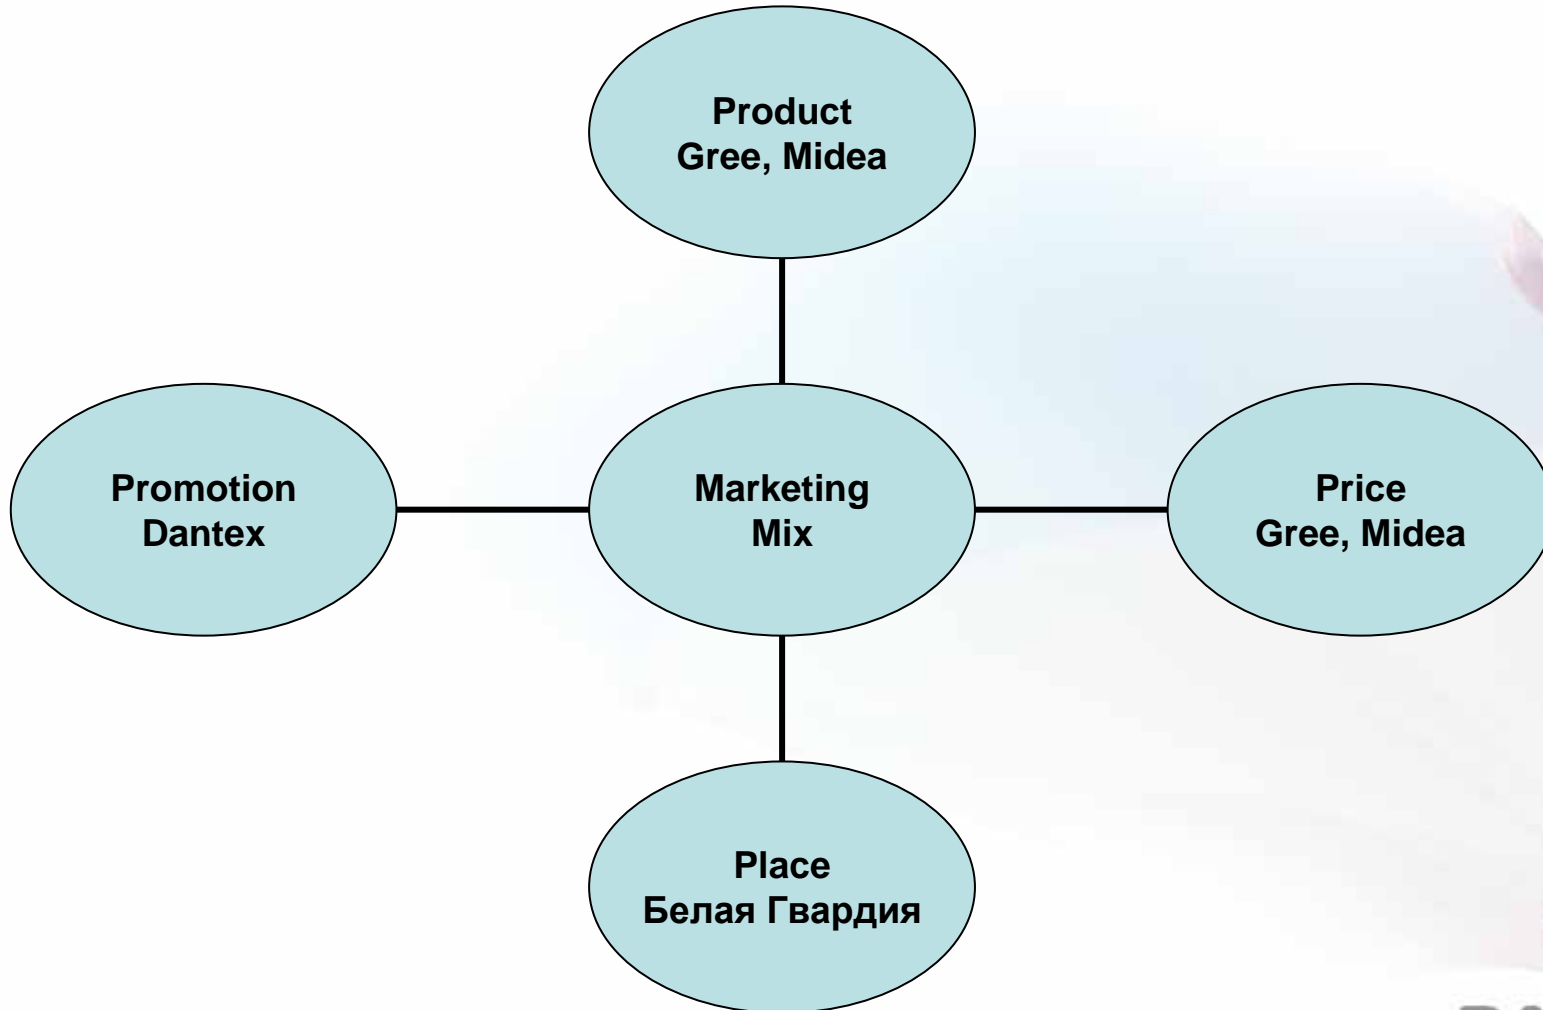 Product
Gree, Midea
Promotion
Dantex
Marketing
Mix
Price
Gree, Midea
Place
Белая Гвардия